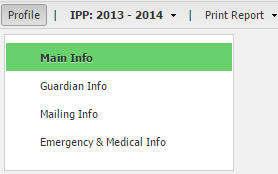 Profile | IPP: 2013 - 2014 | Print Report
Main Info
Guardian Info
Mailing Info
Emergency & Medical Info